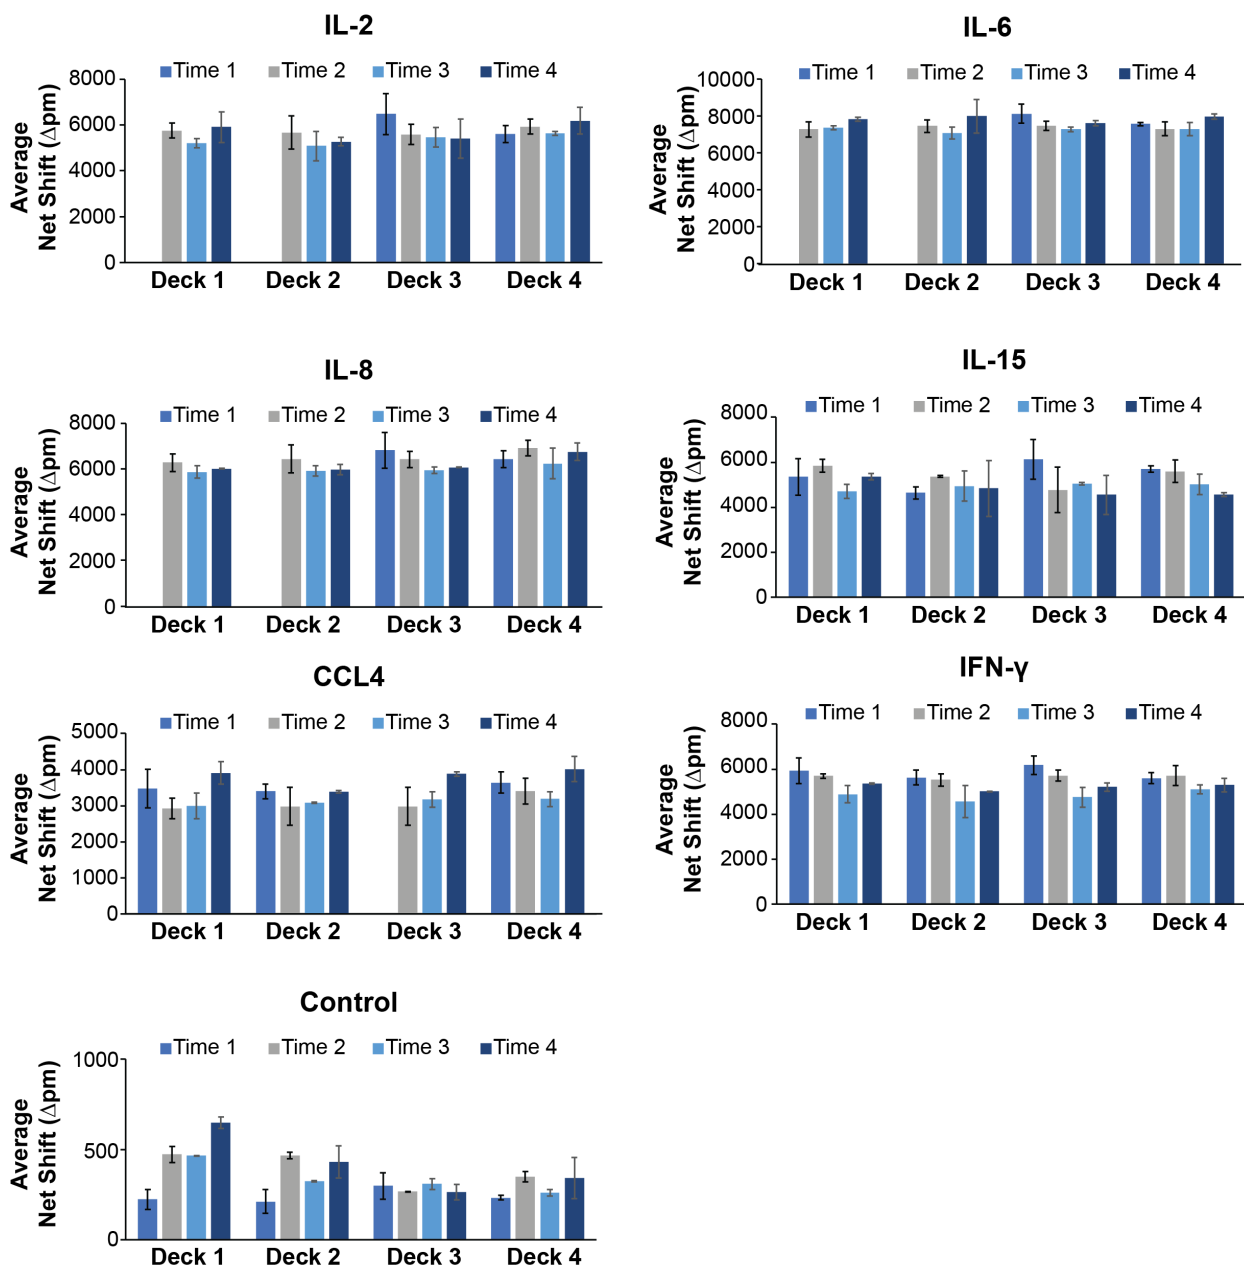 IL-2
Time 1 Time 2 Time 3 Time 4
8000
6000
4000
2000
0
Average
Net Shift (Δpm)
Deck 1 Deck 2 Deck 3 Deck 4
IL-6
Time 1 Time 2 Time 3 Time 4
10000
8000
6000
4000
2000
0
Average
Net Shift (Δpm)
Deck 1 Deck 2 Deck 3 Deck 4
IL-8
Time 1 Time 2 Time 3 Time 4
8000
6000
4000
2000
0
Average
Net Shift (Δpm)
Deck 1 Deck 2 Deck 3 Deck 4
IL-15
Time 1 Time 2 Time 3 Time 4
8000
6000
4000
2000
0
Average
Net Shift (Δpm)
Deck 1 Deck 2 Deck 3 Deck 4
CCL4
Time 1 Time 2 Time 3 Time 4
5000
4000
3000
2000
1000
0
Average
Net Shift (Δpm)
Deck 1 Deck 2 Deck 3 Deck 4
IFN-γ
Time 1 Time 2 Time 3 Time 4
8000
6000
4000
2000
0
Average
Net Shift (Δpm)
Deck 1 Deck 2 Deck 3 Deck 4
Control
Time 1 Time 2 Time 3 Time 4
1000
500
0
Average
Net Shift (Δpm)
Deck 1 Deck 2 Deck 3 Deck 4